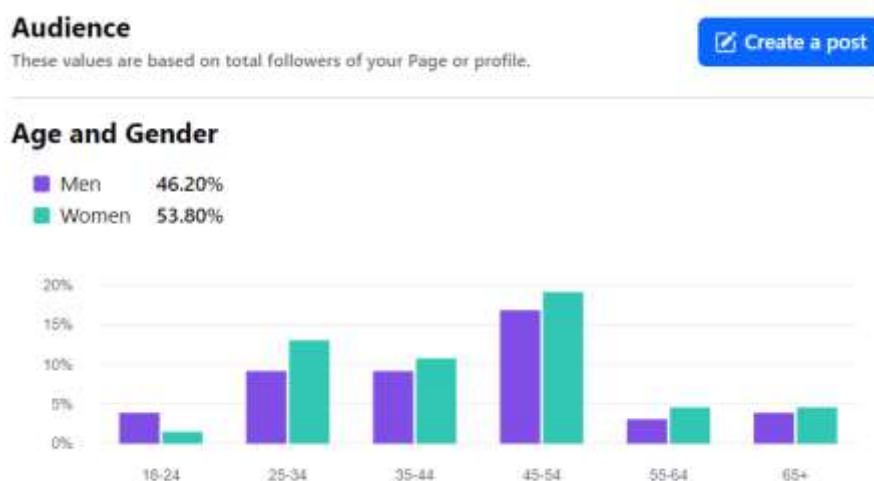 Audience
Create a post
These values are based on total followers of your Page or profile.
Age and Gender
Men 46.20%
Women 53.80%
20%
15%
10%
5%
0%
18-24 25-34 35-44 45-54 55-64 65+